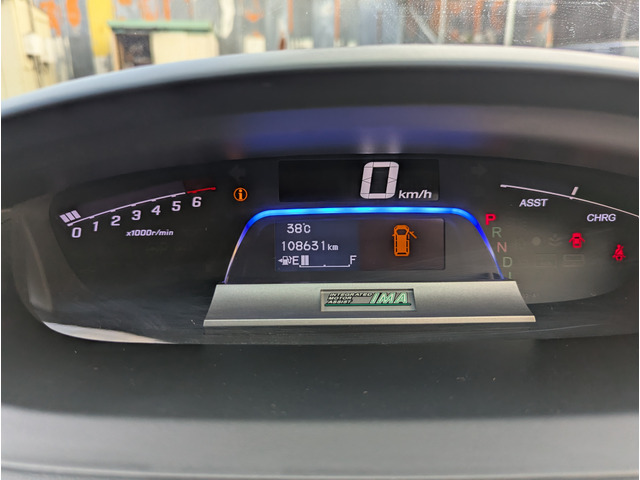 0 km/h
0 1 2 3 4 5 6
x1000r/min
ASST
CHRG
38℃
108631km
E F
P
R
N
D
L
INTEGRATED
MOTOR
ASSIST
IMA